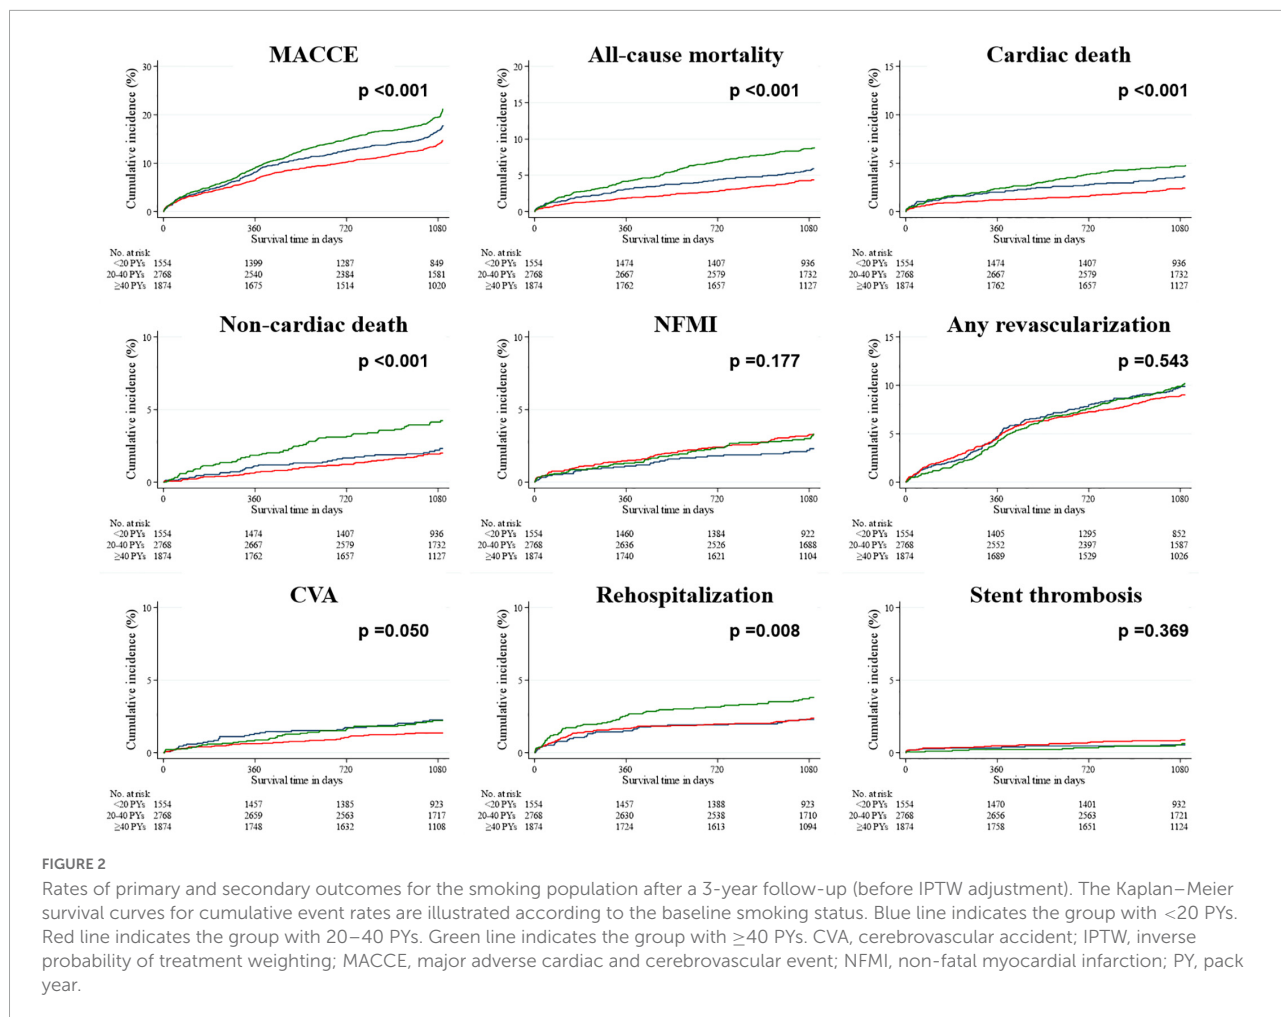 MACCE
p <0.001
Cumulative incidence (%)
30
20
10
0
0 360 720 1080
Survival time in days
No. at risk
<20 PYs 1554 1399 1287 849
20-40 PYs 2768 2540 2384 1581
≥40 PYs 1874 1675 1514 1020
All-cause mortality
p <0.001
Cumulative incidence (%)
20
15
10
5
0
0 360 720 1080
Survival time in days
No. at risk
<20 PYs 1554 1474 1407 936
20-40 PYs 2768 2667 2579 1732
≥40 PYs 1874 1762 1657 1127
Cardiac death
p <0.001
Cumulative incidence (%)
15
10
5
0
0 360 720 1080
Survival time in days
No. at risk
<20 PYs 1554 1474 1407 936
20-40 PYs 2768 2667 2579 1732
≥40 PYs 1874 1762 1657 1127
Non-cardiac death
p <0.001
Cumulative incidence (%)
10
5
0
0 360 720 1080
Survival time in days
No. at risk
<20 PYs 1554 1474 1407 936
20-40 PYs 2768 2667 2579 1732
≥40 PYs 1874 1762 1657 1127
NFMI
p =0.177
Cumulative incidence (%)
10
5
0
0 360 720 1080
Survival time in days
No. at risk
<20 PYs 1554 1460 1384 922
20-40 PYs 2768 2636 2526 1688
≥40 PYs 1874 1740 1621 1104
Any revascularization
p =0.543
Cumulative incidence (%)
15
10
5
0
0 360 720 1080
Survival time in days
No. at risk
<20 PYs 1554 1405 1295 852
20-40 PYs 2768 2552 2397 1587
≥40 PYs 1874 1689 1529 1026
CVA
p =0.050
Cumulative incidence (%)
10
5
0
0 360 720 1080
Survival time in days
No. at risk
<20 PYs 1554 1457 1385 923
20-40 PYs 2768 2659 2563 1717
≥40 PYs 1874 1748 1632 1108
Rehospitalization
p =0.008
Cumulative incidence (%)
10
5
0
0 360 720 1080
Survival time in days
No. at risk
<20 PYs 1554 1457 1388 923
20-40 PYs 2768 2630 2538 1710
≥40 PYs 1874 1724 1613 1094
Stent thrombosis
p =0.369
Cumulative incidence (%)
10
5
0
0 360 720 1080
Survival time in days
No. at risk
<20 PYs 1554 1470 1401 932
20-40 PYs 2768 2656 2563 1721
≥40 PYs 1874 1758 1651 1124
FIGURE 2
Rates of primary and secondary outcomes for the smoking population after a 3-year follow-up (before IPTW adjustment). The Kaplan–Meier
survival curves for cumulative event rates are illustrated according to the baseline smoking status. Blue line indicates the group with <20 PYs.
Red line indicates the group with 20–40 PYs. Green line indicates the group with ≥40 PYs. CVA, cerebrovascular accident; IPTW, inverse
probability of treatment weighting; MACCE, major adverse cardiac and cerebrovascular event; NFMI, non-fatal myocardial infarction; PY, pack
year.